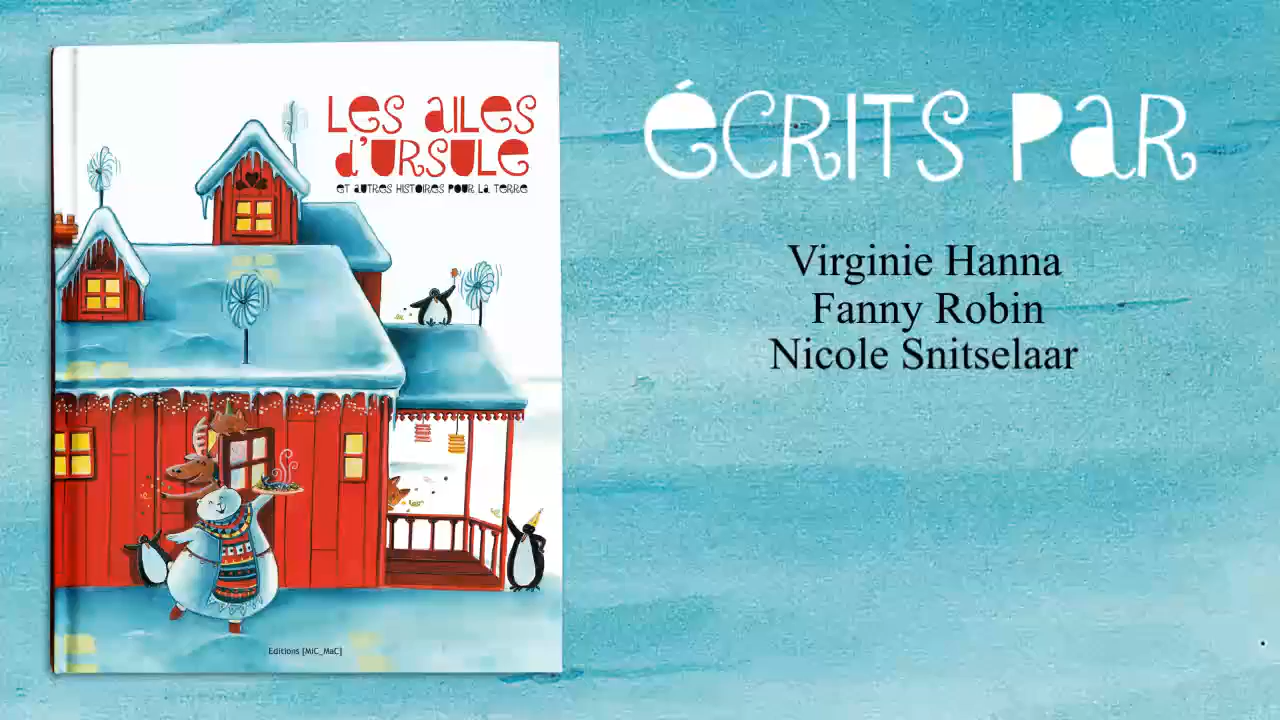 Les ailes
d'Ursule
et autres histoires pour la terre
Editions [MiC_MaC]
écrits par
Virginie Hanna
Fanny Robin
Nicole Snitselaar